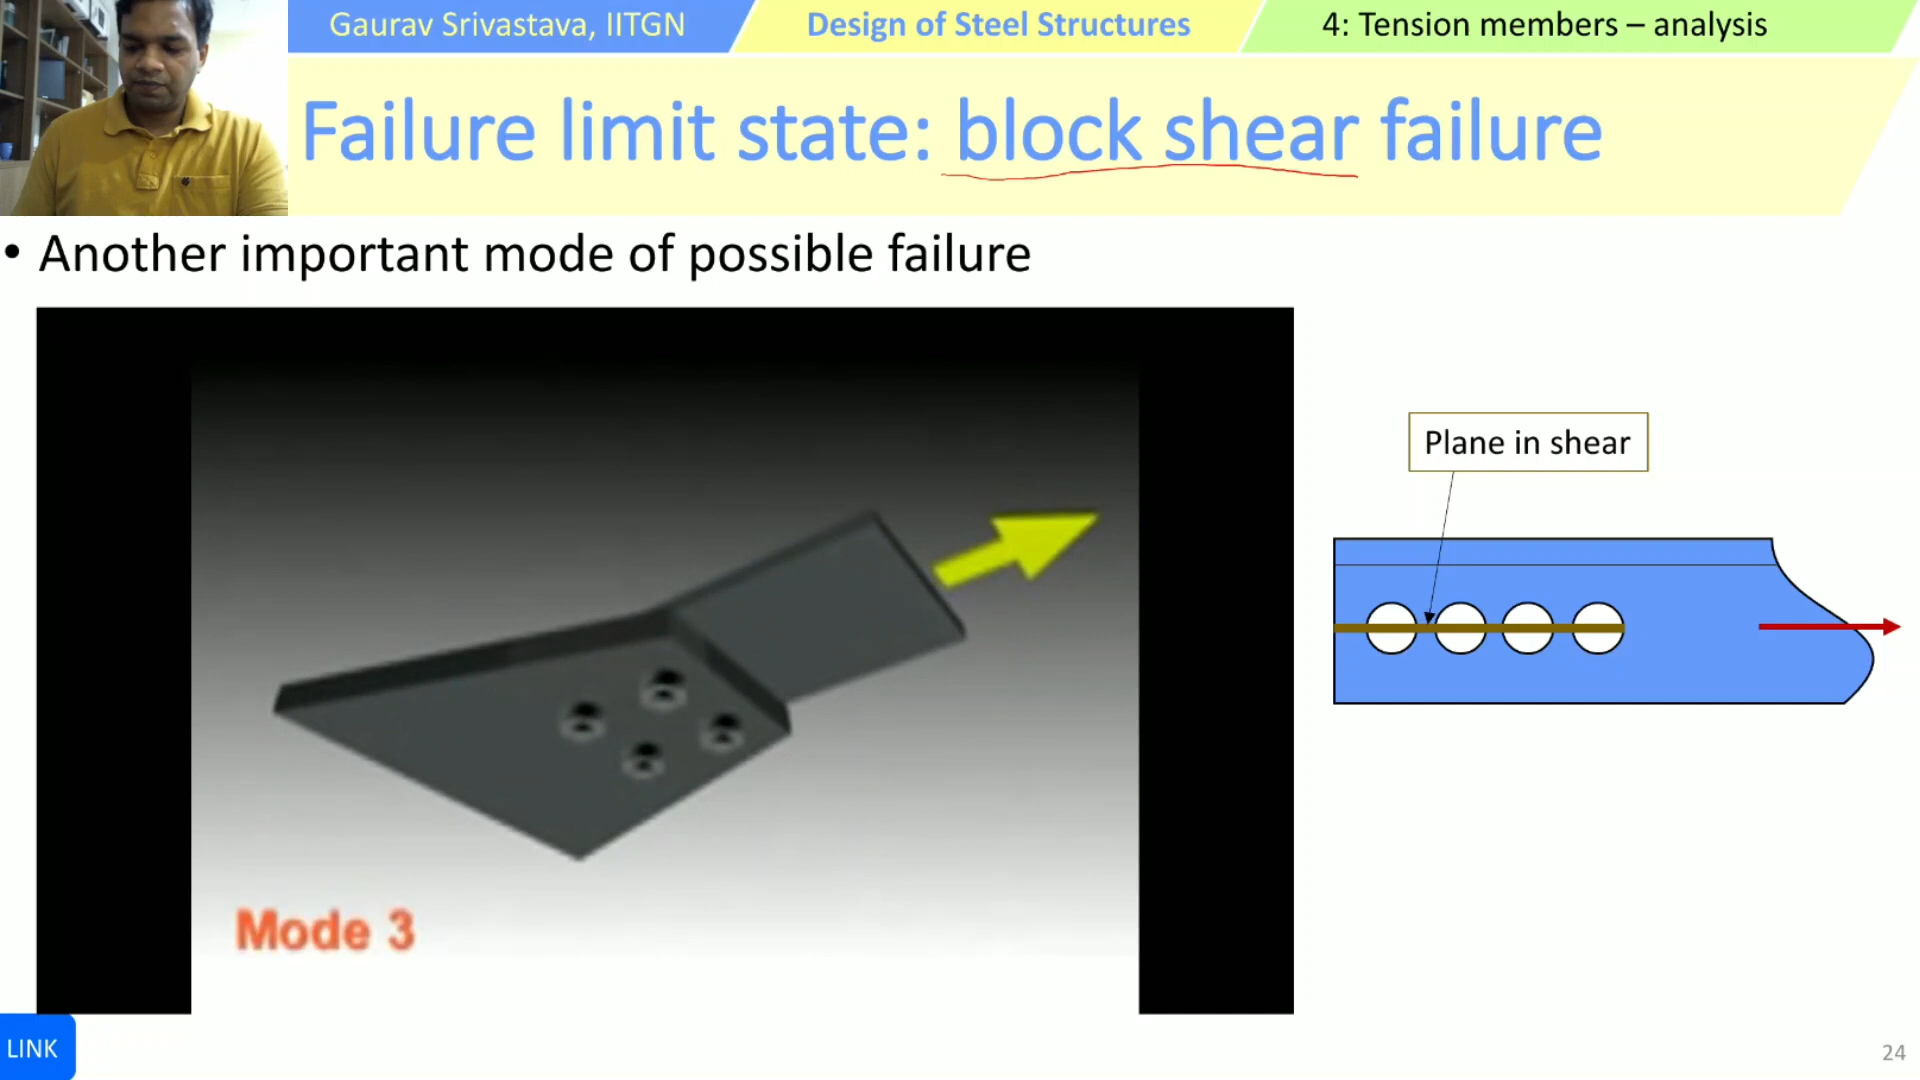 Gaurav Srivastava, IITGN
Design of Steel Structures
4: Tension members – analysis
Failure limit state: block shear failure
• Another important mode of possible failure
Plane in shear
Mode 3
LINK
24